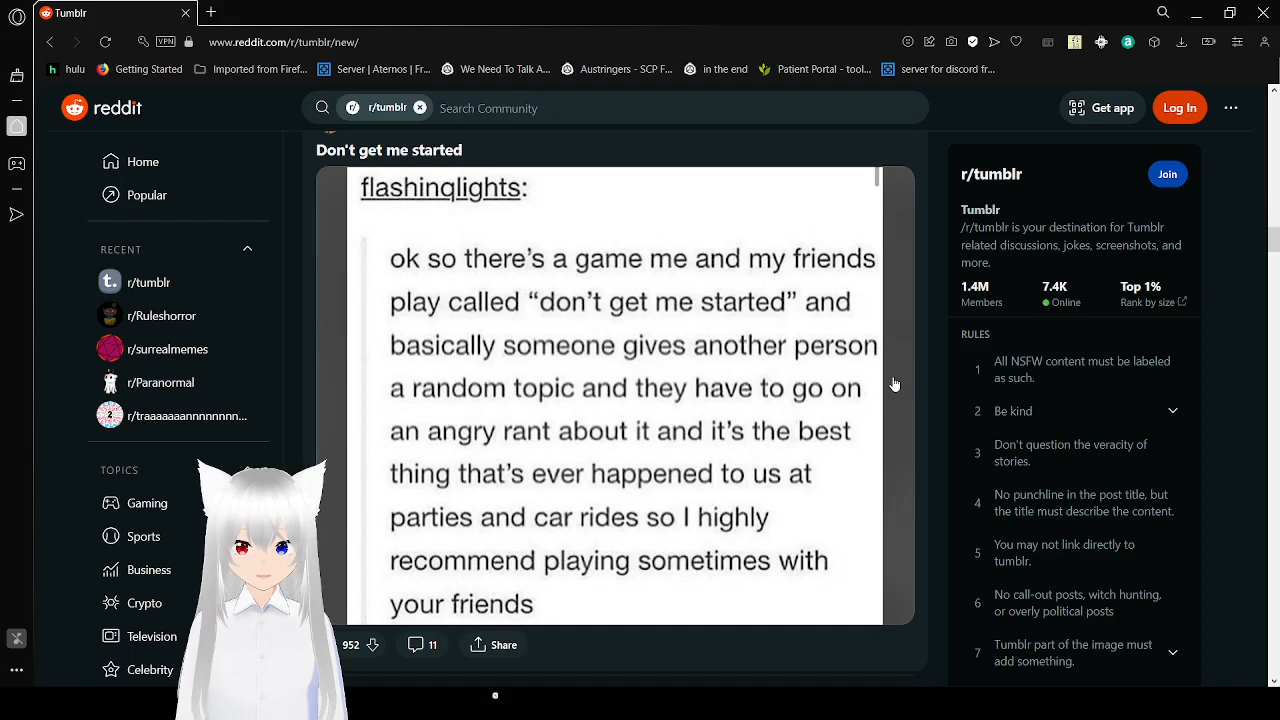 Tumblr
VPN
www.reddit.com/r/tumblr/new/
hulu
Getting Started
Imported from Firef...
Server | Aternos | Fr...
We Need To Talk A...
Austringers - SCP F...
in the end
Patient Portal - tool...
server for discord fr...
reddit
r/
r/tumblr
Search Community
Get app
Log In
Home
Popular
RECENT
r/tumblr
r/Ruleshorror
r/surrealmemes
r/Paranormal
r/traaaaaaannnnnnnn...
TOPICS
Gaming
Sports
Business
Crypto
Television
Celebrity
Don't get me started
flashinqlights:
ok so there's a game me and my friends
play called “don't get me started” and
basically someone gives another person
a random topic and they have to go on
an angry rant about it and it's the best
thing that's ever happened to us at
parties and car rides so I highly
recommend playing sometimes with
your friends
952
11
Share
r/tumblr
Join
Tumblr
/r/tumblr is your destination for Tumblr
related discussions, jokes, screenshots, and
more.
1.4M
7.4K
Top 1%
Members
Online
Rank by size
RULES
1
All NSFW content must be labeled
as such.
2
Be kind
3
Don't question the veracity of
stories.
4
No punchline in the post title, but
the title must describe the content.
5
You may not link directly to
tumblr.
6
No call-out posts, witch hunting,
or overly political posts
7
Tumblr part of the image must
add something.